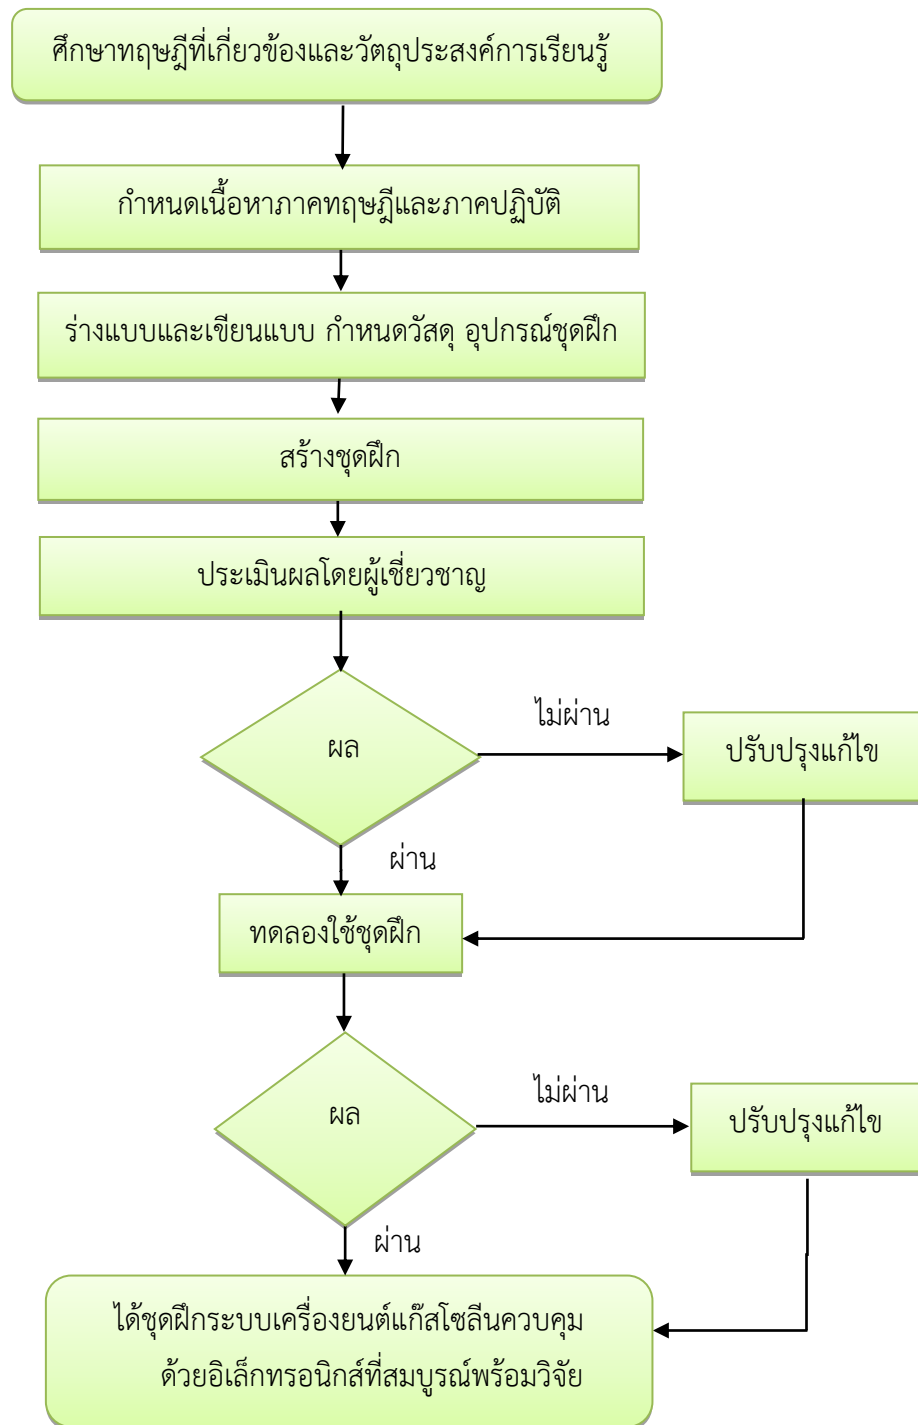 ศึกษาทฤษฎีที่เกี่ยวข้องและวัตถุประสงค์การเรียนรู้
กำหนดเนื้อหาภาคทฤษฎีและภาคปฏิบัติ
ร่างแบบและเขียนแบบ กำหนดวัสดุ อุปกรณ์ชุดฝึก
สร้างชุดฝึก
ประเมินผลโดยผู้เชี่ยวชาญ
ผล
ไม่ผ่าน
ปรับปรุงแก้ไข
ผ่าน
ทดลองใช้ชุดฝึก
ผล
ไม่ผ่าน
ปรับปรุงแก้ไข
ผ่าน
ได้ชุดฝึกระบบเครื่องยนต์แก๊สโซลีนควบคุม
ด้วยอิเล็กทรอนิกส์ที่สมบูรณ์พร้อมวิจัย